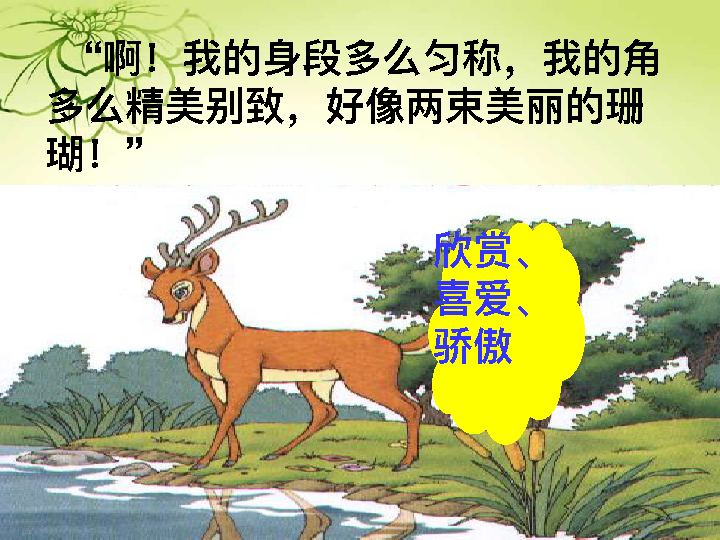 “啊！我的身段多么匀称，我的角
多么精美别致，好像两束美丽的珊
瑚！”
欣赏、
喜爱、
骄傲